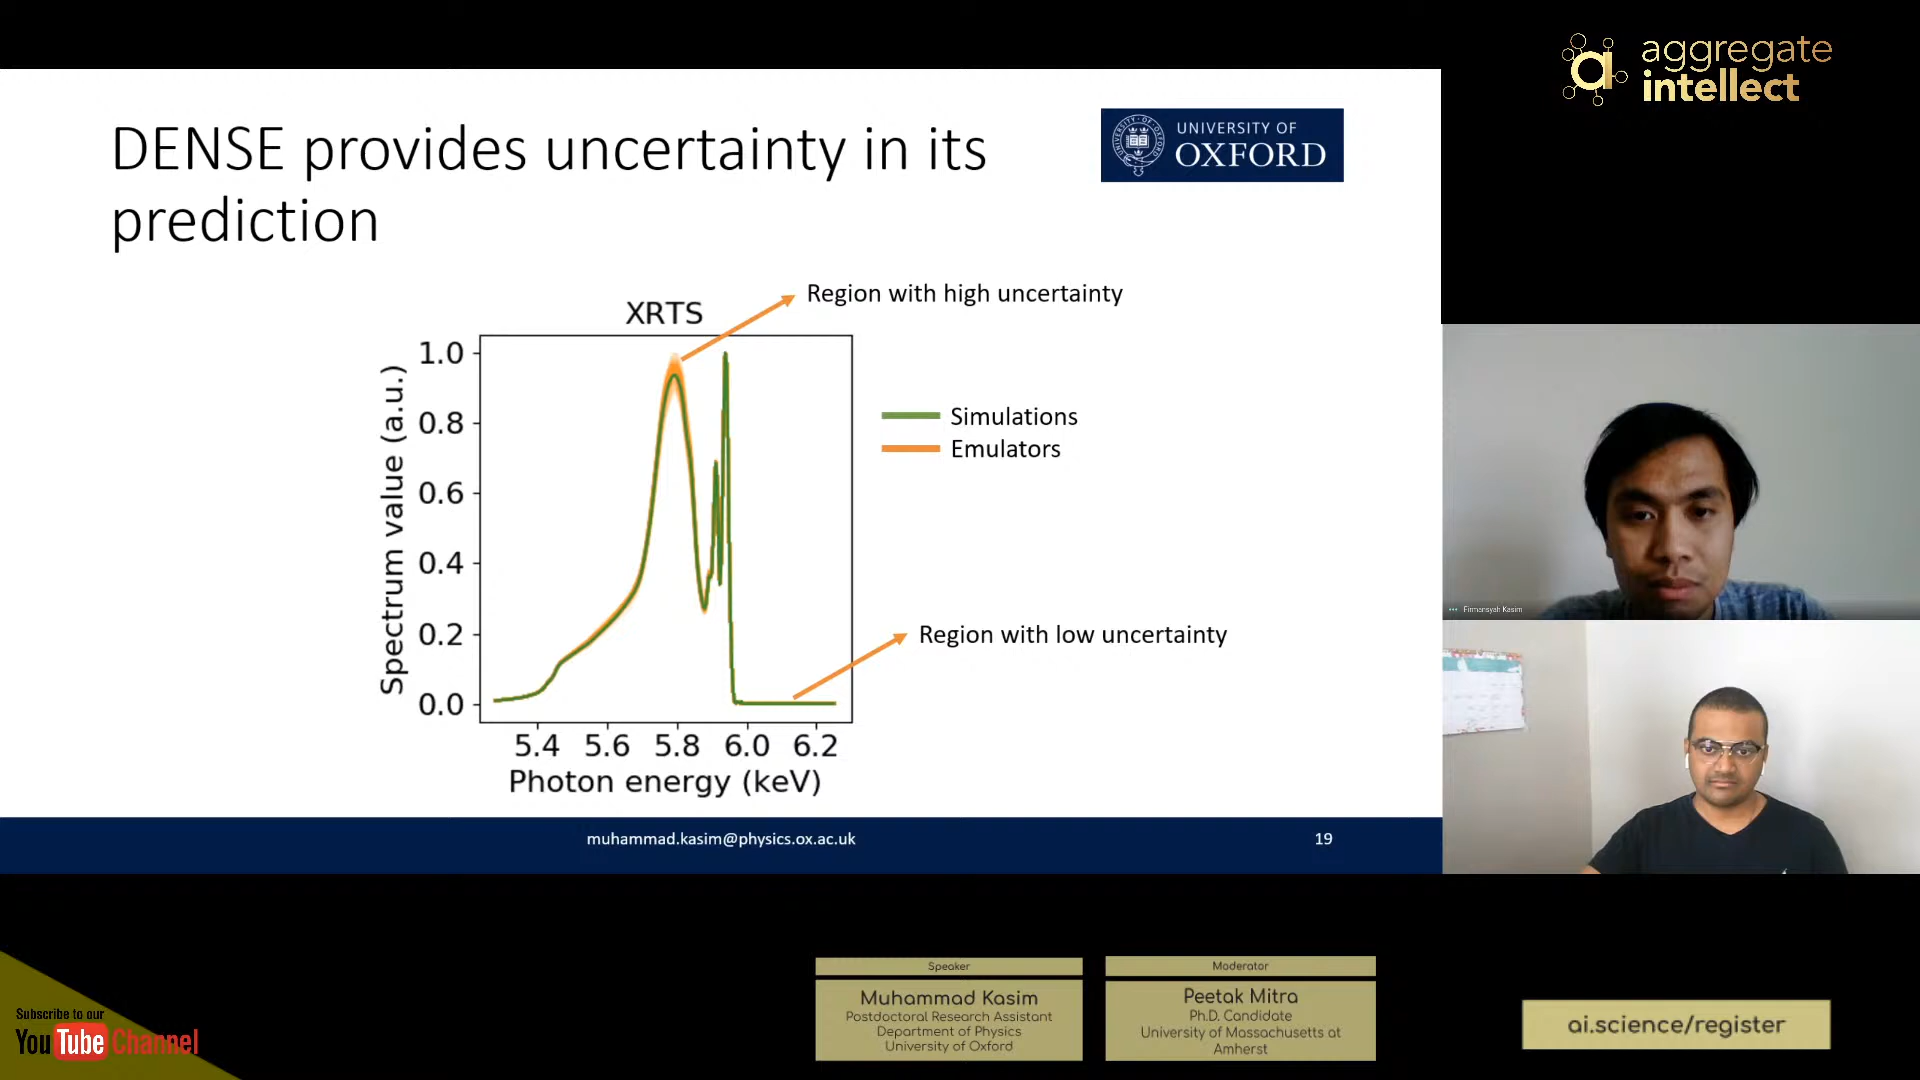 aggregate
intellect
DENSE provides uncertainty in its
prediction
UNIVERSITY OF
OXFORD
Region with high uncertainty
XRTS
1.0
0.8
0.6
0.4
0.2
0.0
Spectrum value (a.u.)
5.4 5.6 5.8 6.0 6.2
Photon energy (keV)
Simulations
Emulators
Region with low uncertainty
muhammad.kasim@physics.ox.ac.uk
19
Firmansyah Kasim
Speaker
Muhammad Kasim
Postdoctoral Research Assistant
Department of Physics
University of Oxford
Moderator
Peetak Mitra
Ph.D. Candidate
University of Massachusetts at
Amherst
ai.science/register
Subscribe to our
YouTube Channel